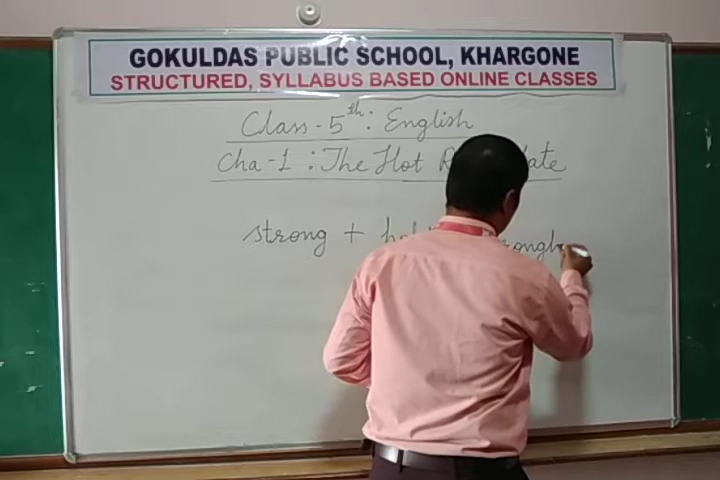 GOKULDAS PUBLIC SCHOOL, KHARGONE
STRUCTURED, SYLLABUS BASED ONLINE CLASSES
Class-5th: English
Cha-1: The Hot
strong +